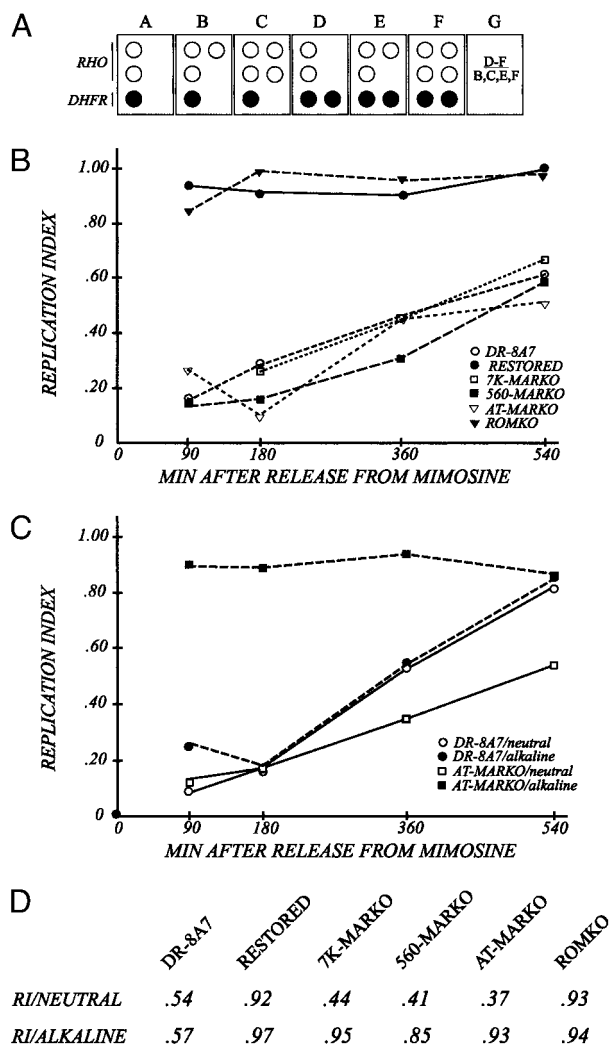 A
A B C D E F G
RHO
DHFR
D-F
B,C,E,F
B
1.00
.80
.60
.40
.20
0
REPLICATION INDEX
DR-8A7
RESTORED
7K-MARKO
560-MARKO
AT-MARKO
ROMKO
0 90 180 360 540
MIN AFTER RELEASE FROM MIMOSINE
C
1.00
.80
.60
.40
.20
0
REPLICATION INDEX
DR-8A7/neutral
DR-8A7/alkaline
AT-MARKO/neutral
AT-MARKO/alkaline
90 180 360 540
MIN AFTER RELEASE FROM MIMOSINE
D
DR-8A7 RESTORED 7K-MARKO 560-MARKO AT-MARKO ROMKO
RI/NEUTRAL .54 .92 .44 .41 .37 .93
RI/ALKALINE .57 .97 .95 .85 .93 .94